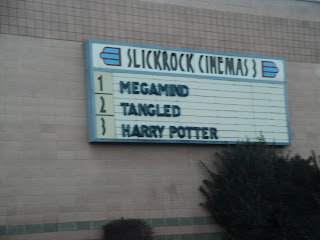 SLICKROCK CINEMAS 3
1 MEGAMIND
2 TANGLED
3 HARRY POTTER